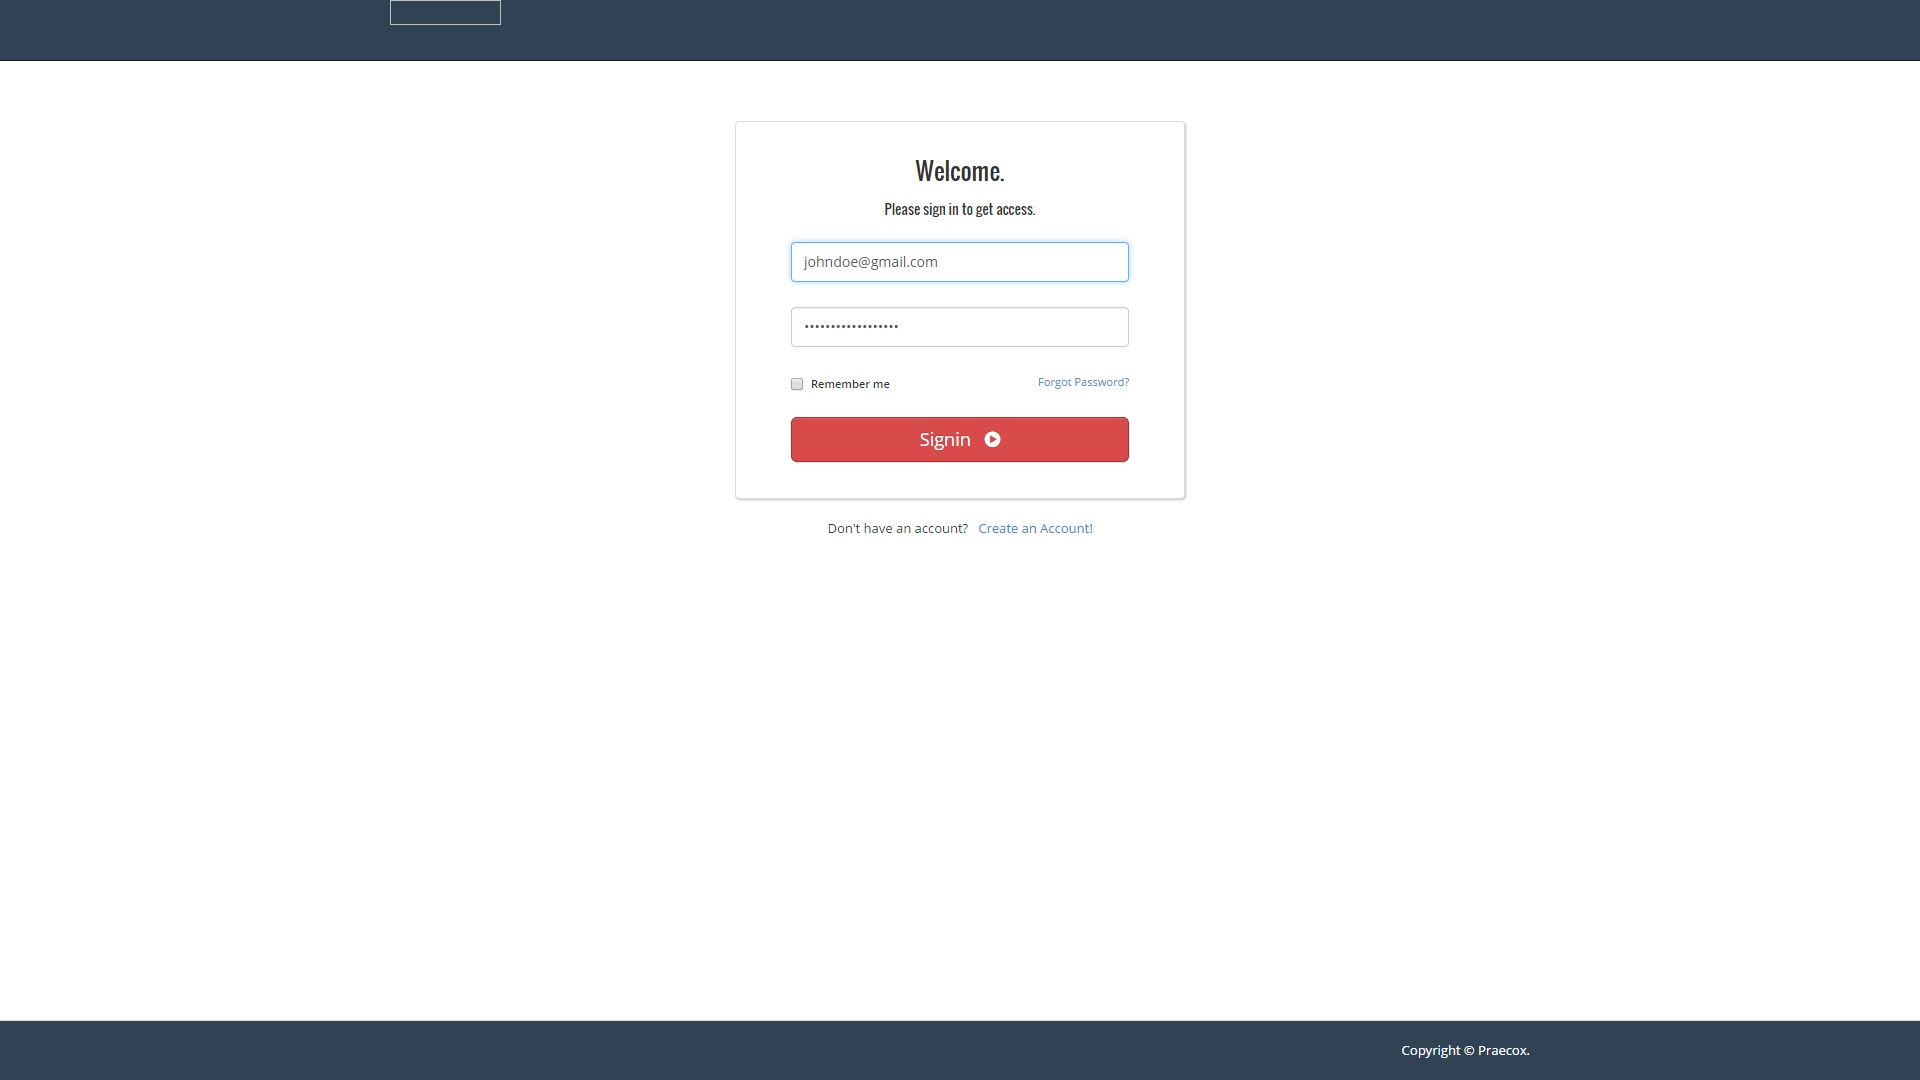 Welcome.
Please sign in to get access.
johndoe@gmail.com
••••••••••••••••••
Remember me
Forgot Password?
Signin
Don't have an account? Create an Account!
Copyright © Praecox.